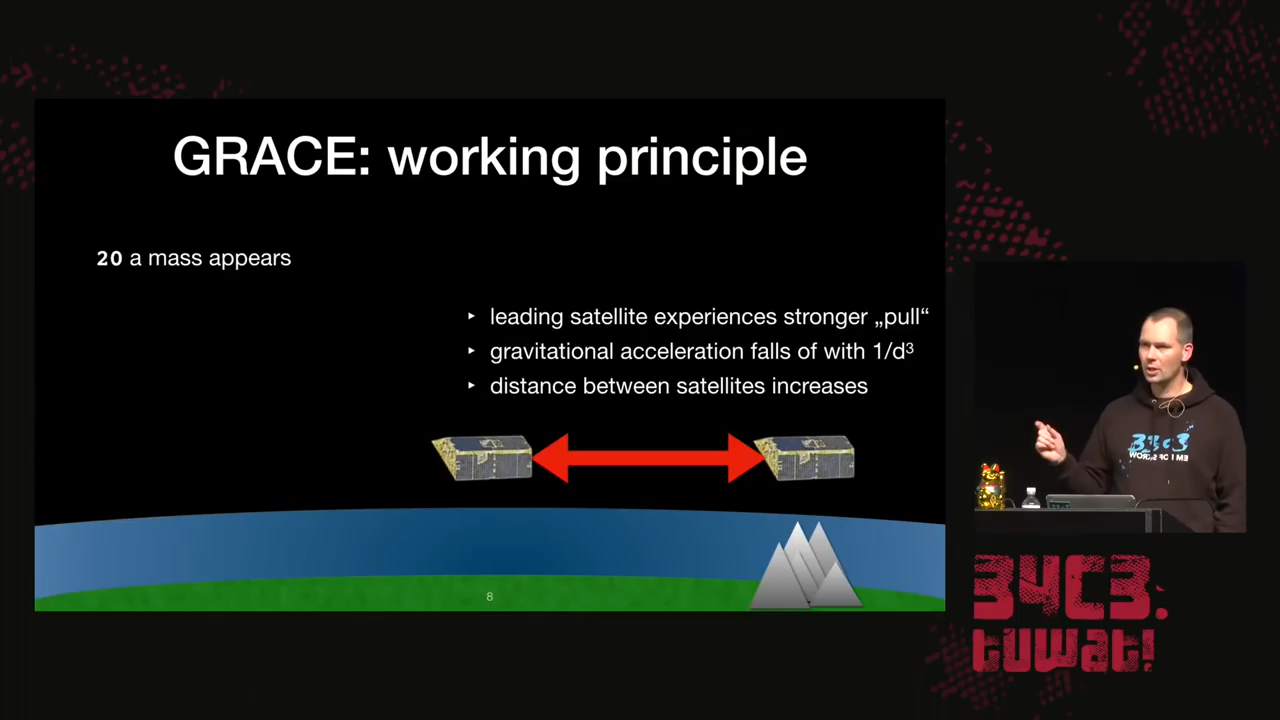 GRACE: working principle
20 a mass appears
‣ leading satellite experiences stronger „pull“
‣ gravitational acceleration falls of with 1/d³
‣ distance between satellites increases
8
34C3.
tuwat!